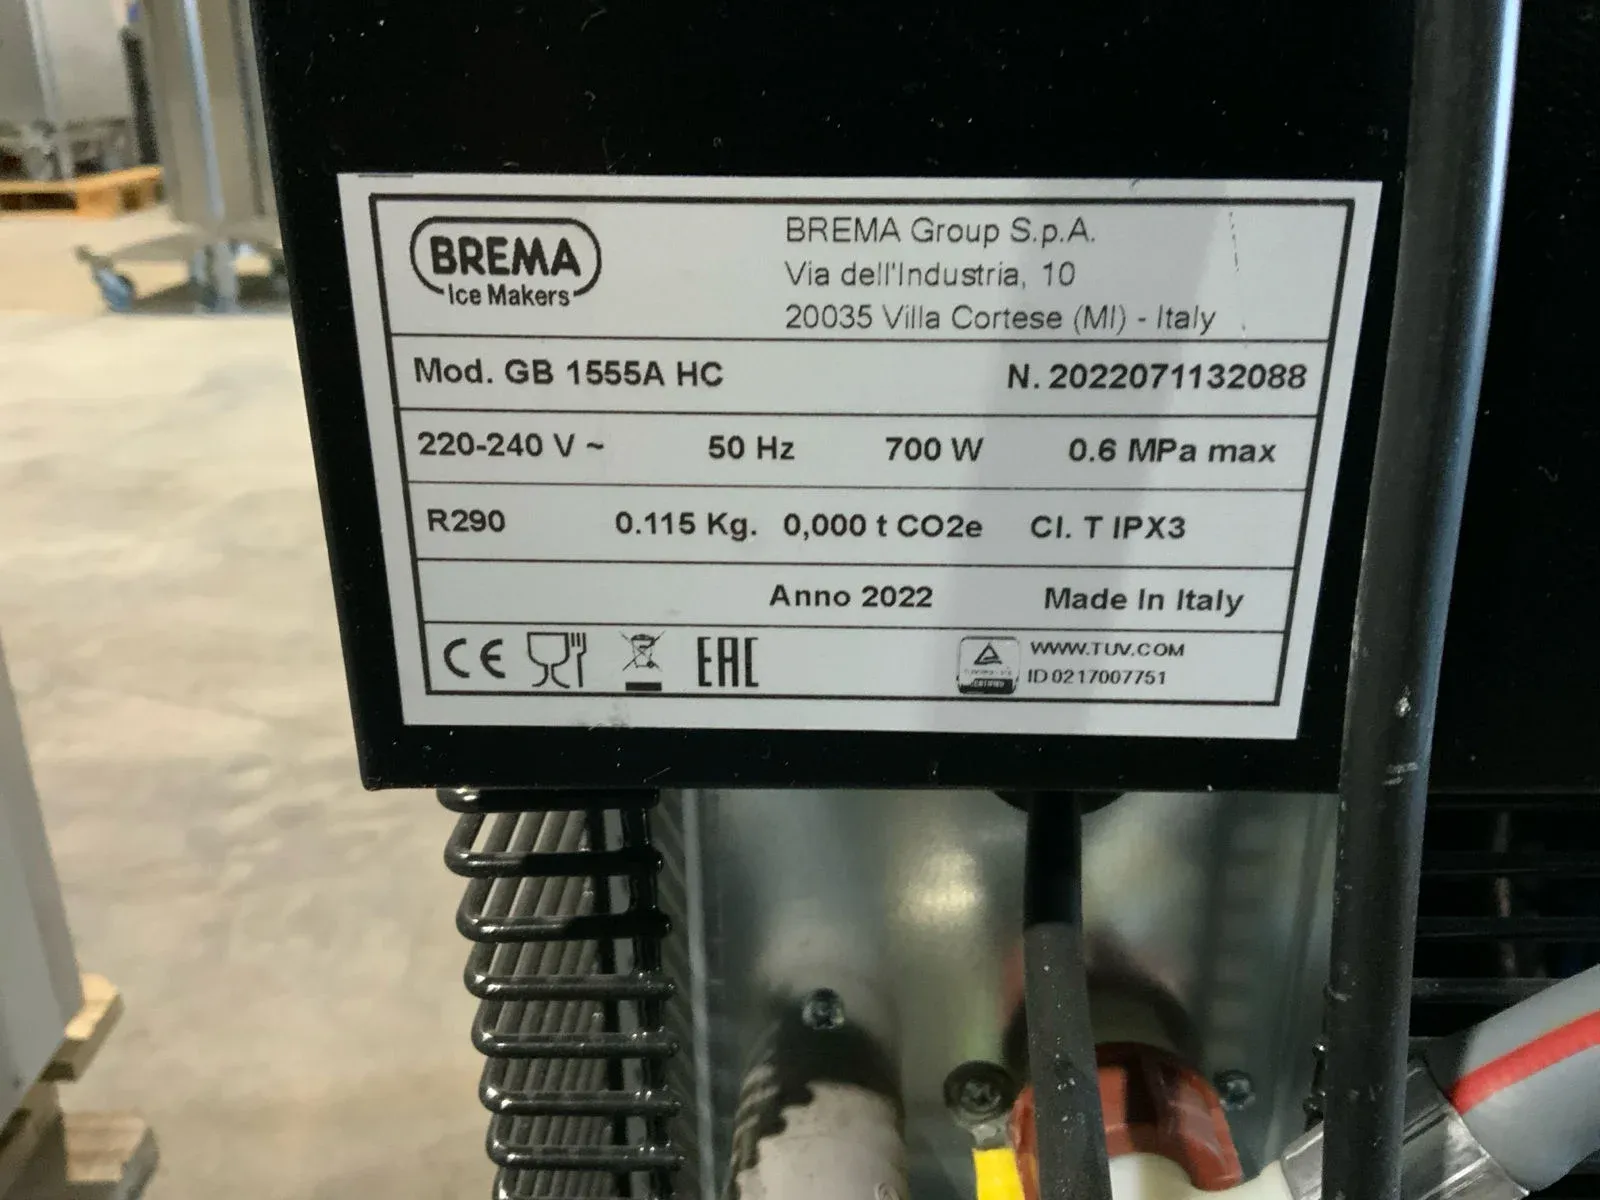 BREMA
Ice Makers
BREMA Group S.p.A.
Via dell'Industria, 10
20035 Villa Cortese (MI) - Italy
Mod. GB 1555A HC N. 2022071132088
220-240 V ~ 50 Hz 700 W 0.6 MPa max
R290 0.115 Kg. 0,000 t CO2e Cl. T IPX3
Anno 2022 Made In Italy
CE EAC WWW.TUV.COM
ID 0217007751